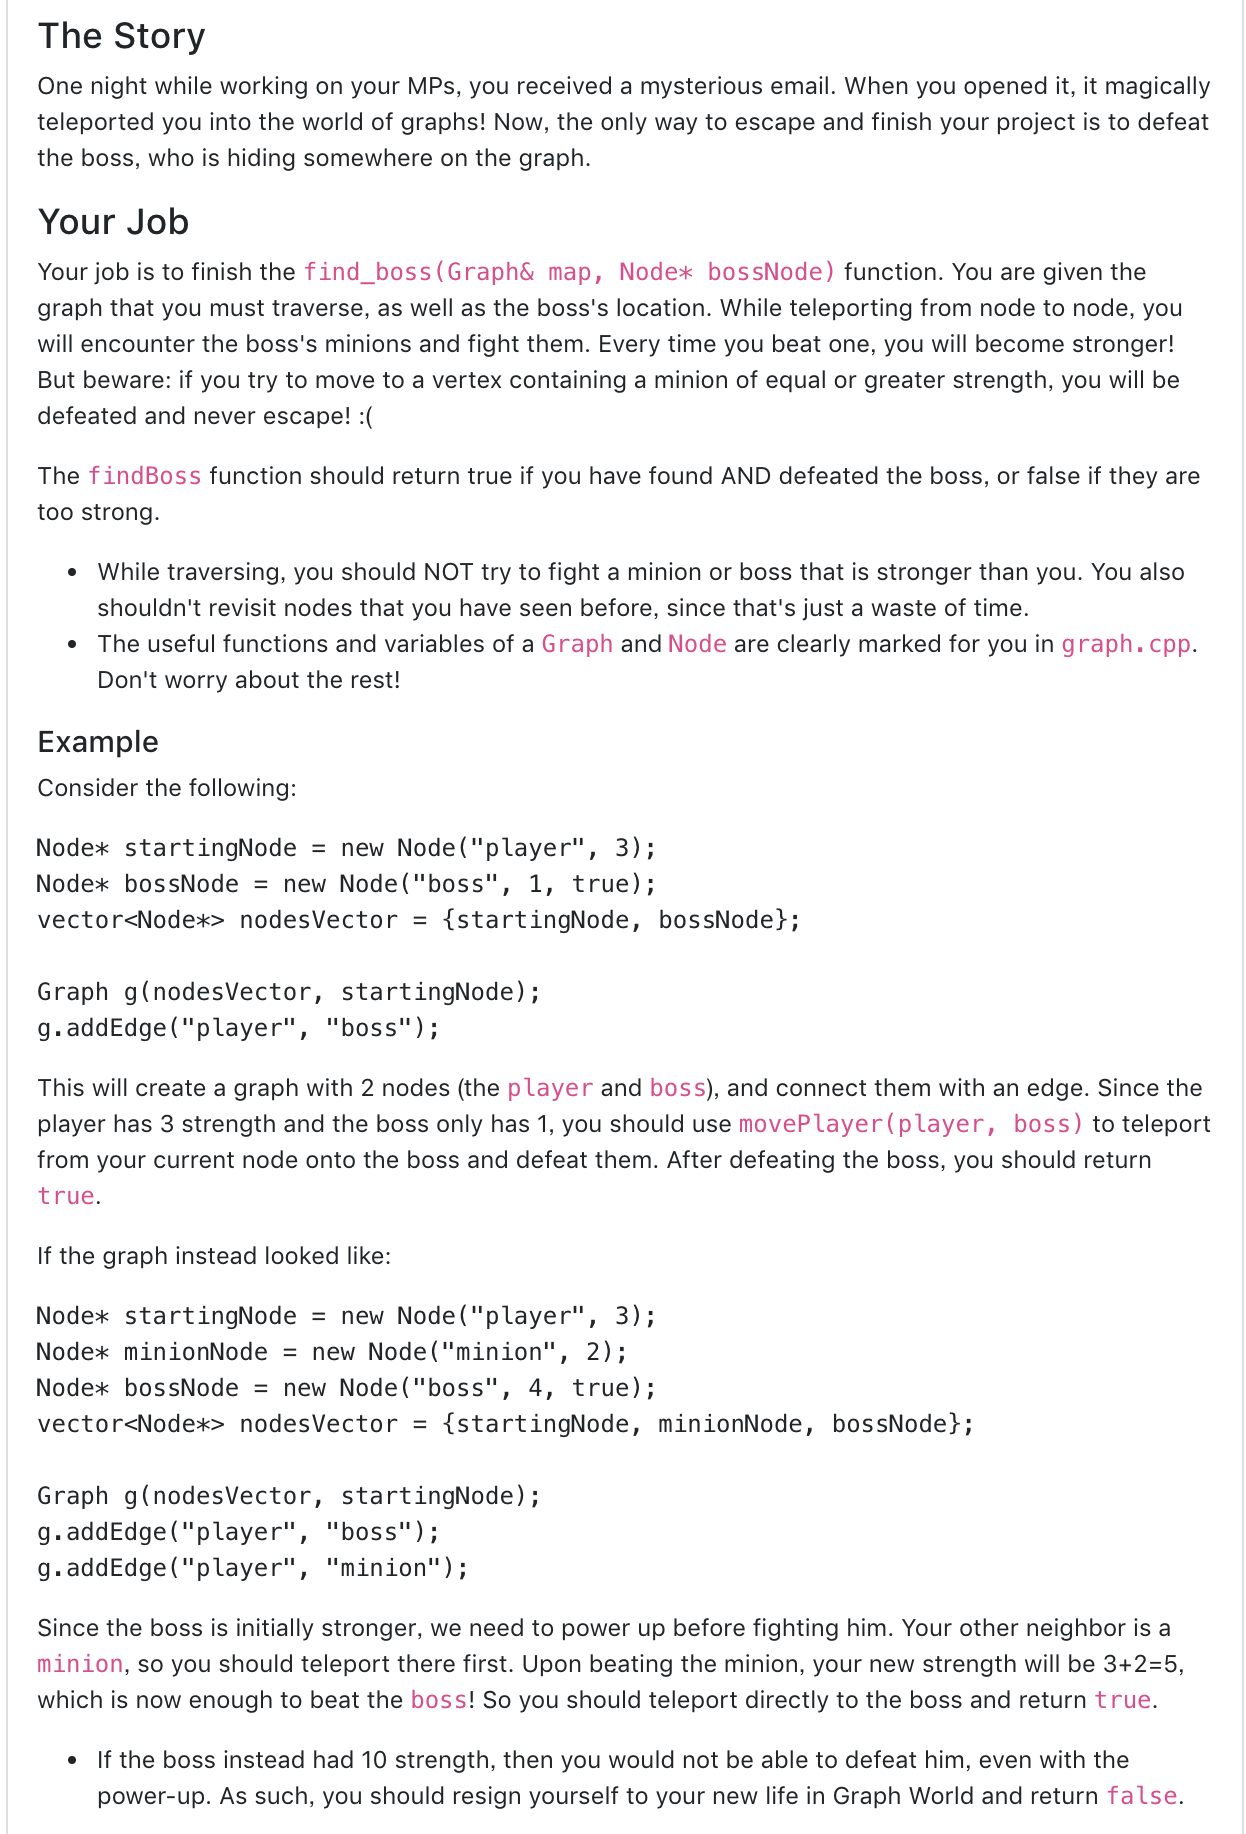 The Story
One night while working on your MPs, you received a mysterious email. When you opened it, it magically
teleported you into the world of graphs! Now, the only way to escape and finish your project is to defeat
the boss, who is hiding somewhere on the graph.
Your Job
Your job is to finish the find_boss(Graph& map, Node* bossNode) function. You are given the
graph that you must traverse, as well as the boss's location. While teleporting from node to node, you
will encounter the boss's minions and fight them. Every time you beat one, you will become stronger!
But beware: if you try to move to a vertex containing a minion of equal or greater strength, you will be
defeated and never escape! :(
The findBoss function should return true if you have found AND defeated the boss, or false if they are
too strong.
• While traversing, you should NOT try to fight a minion or boss that is stronger than you. You also
shouldn't revisit nodes that you have seen before, since that's just a waste of time.
• The useful functions and variables of a Graph and Node are clearly marked for you in graph.cpp.
Don't worry about the rest!
Example
Consider the following:
Node* startingNode = new Node("player", 3);
Node* bossNode = new Node("boss", 1, true);
vector<Node*> nodesVector = {startingNode, bossNode};
Graph g(nodesVector, startingNode);
g.addEdge("player", "boss");
This will create a graph with 2 nodes (the player and boss), and connect them with an edge. Since the
player has 3 strength and the boss only has 1, you should use movePlayer(player, boss) to teleport
from your current node onto the boss and defeat them. After defeating the boss, you should return
true.
If the graph instead looked like:
Node* startingNode = new Node("player", 3);
Node* minionNode = new Node("minion", 2);
Node* bossNode = new Node("boss", 4, true);
vector<Node*> nodesVector = {startingNode, minionNode, bossNode};
Graph g(nodesVector, startingNode);
g.addEdge("player", "boss");
g.addEdge("player", "minion");
Since the boss is initially stronger, we need to power up before fighting him. Your other neighbor is a
minion, so you should teleport there first. Upon beating the minion, your new strength will be 3+2=5,
which is now enough to beat the boss! So you should teleport directly to the boss and return true.
• If the boss instead had 10 strength, then you would not be able to defeat him, even with the
power-up. As such, you should resign yourself to your new life in Graph World and return false.